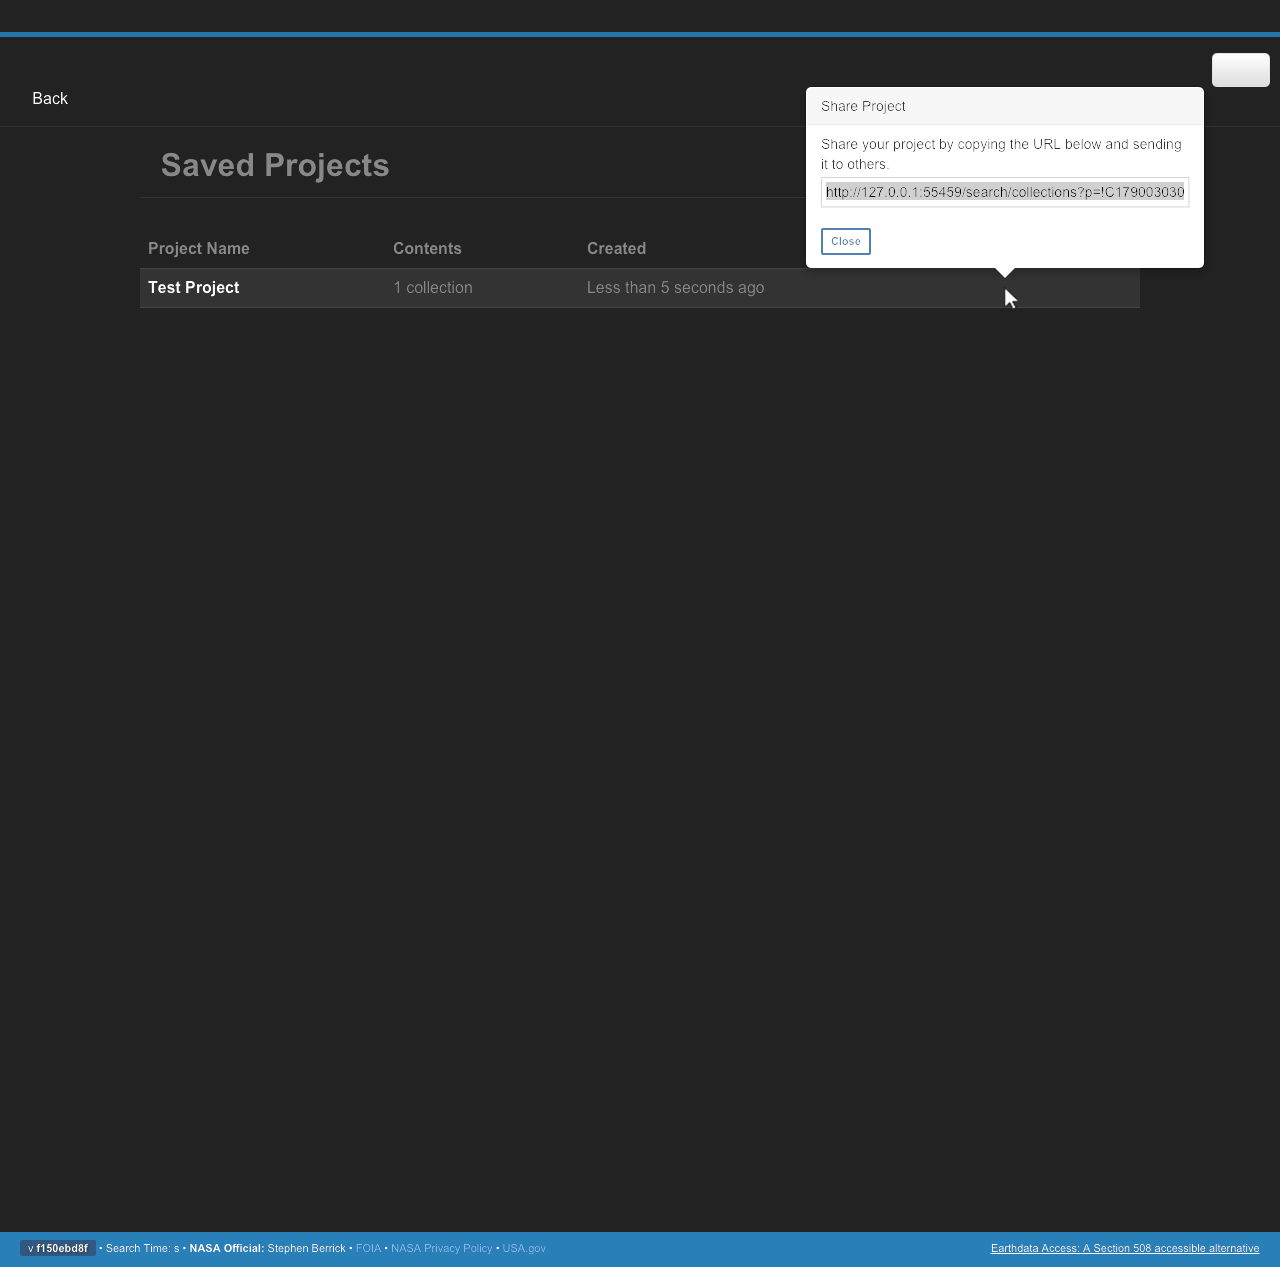 Back
Share Project
Share your project by copying the URL below and sending
it to others.
http://127.0.0.1:55459/search/collections?p=!C179003030
Close
Saved Projects
Project Name Contents Created
Test Project 1 collection Less than 5 seconds ago
v f150ebd8f • Search Time: s • NASA Official: Stephen Berrick • FOIA • NASA Privacy Policy • USA.gov Earthdata Access: A Section 508 accessible alternative